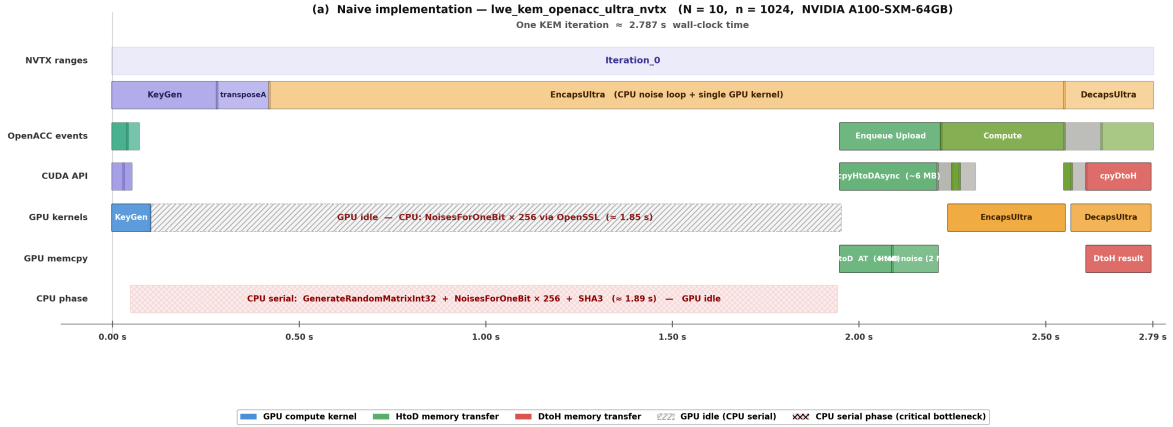 (a)  Naive implementation — lwe_kem_openacc_ultra_nvtx   (N = 10,  n = 1024,  NVIDIA A100-SXM-64GB)
One KEM iteration  ≈  2.787 s  wall-clock time
NVTX ranges
Iteration_0
KeyGen
transposeA
EncapsUltra   (CPU noise loop + single GPU kernel)
DecapsUltra
OpenACC events
Enqueue Upload
Compute
CUDA API
cpyHtoDAsync  (~6 MB)
cpyDtoH
GPU kernels
KeyGen
GPU idle  —  CPU: NoisesForOneBit × 256 via OpenSSL  (≈ 1.85 s)
EncapsUltra
DecapsUltra
GPU memcpy
toD  AT
noise (2
DtoH result
CPU phase
CPU serial:  GenerateRandomMatrixInt32  +  NoisesForOneBit × 256  +  SHA3   (≈ 1.89 s)   —   GPU idle
0.00 s
0.50 s
1.00 s
1.50 s
2.00 s
2.50 s
2.79 s
GPU compute kernel
HtoD memory transfer
DtoH memory transfer
GPU idle (CPU serial)
CPU serial phase (critical bottleneck)